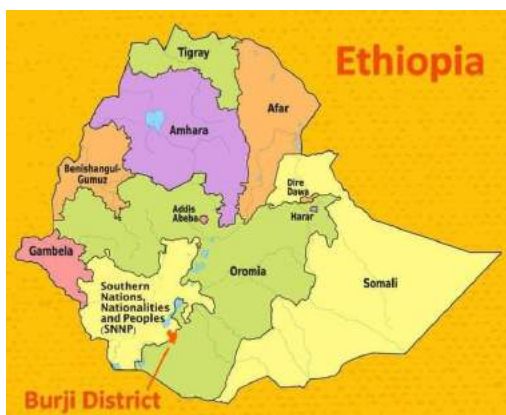 Ethiopia
Tigray
Afar
Amhara
Benishangul-
Gumuz
Dire
Dawa
Addis
Abeba
Harar
Gambela
Oromia
Somali
Southern
Nations,
Nationalities
and Peoples
(SNNP)
Burji District